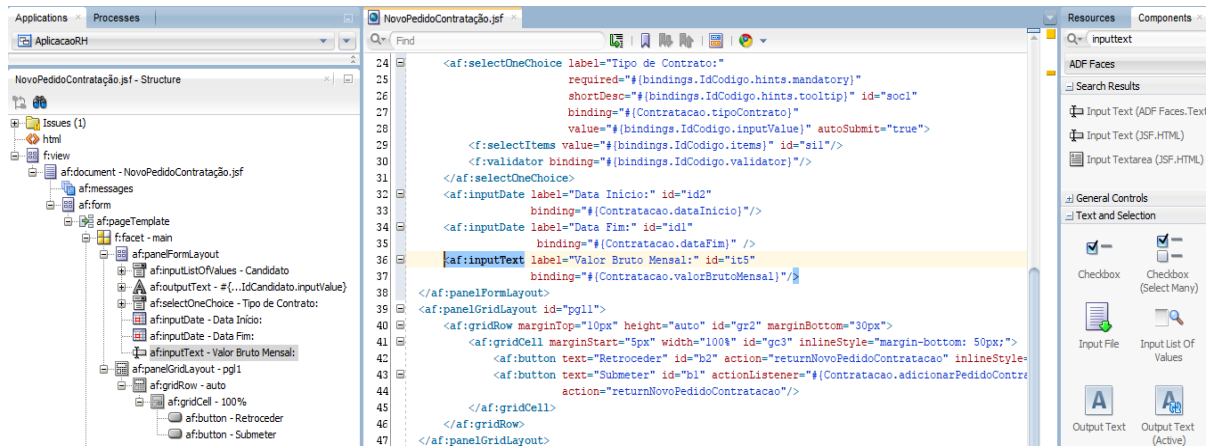 Applications
Processes
AplicacaoRH
NovoPedidoContratação.jsf - Structure
Issues (1)
html
f:view
af:document - NovoPedidoContratação.jsf
af:messages
af:form
af:pageTemplate
f:facet - main
af:panelFormLayout
af:inputListOfValues - Candidato
af:outputText - #{...IdCandidato.inputValue}
af:selectOneChoice - Tipo de Contrato:
af:inputDate - Data Início:
af:inputDate - Data Fim:
af:inputText - Valor Bruto Mensal:
af:panelGridLayout - pgl1
af:gridRow - auto
af:gridCell - 100%
af:button - Retroceder
af:button - Submeter
NovoPedidoContratação.jsf
Find
24 <af:selectOneChoice label="Tipo de Contrato:"
25 required="#{bindings.IdCodigo.hints.mandatory}"
26 shortDesc="#{bindings.IdCodigo.hints.tooltip}" id="soc1"
27 binding="#{Contratacao.tipoContrato}"
28 value="#{bindings.IdCodigo.inputValue}" autoSubmit="true">
29 <f:selectItems value="#{bindings.IdCodigo.items}" id="si1"/>
30 <f:validator binding="#{bindings.IdCodigo.validator}"/>
31 </af:selectOneChoice>
32 <af:inputDate label="Data Início:" id="id2"
33 binding="#{Contratacao.dataInicio}"/>
34 <af:inputDate label="Data Fim:" id="id1"
35 binding="#{Contratacao.dataFim}" />
36 <af:inputText label="Valor Bruto Mensal:" id="it5"
37 binding="#{Contratacao.valorBrutoMensal}"/>
38 </af:panelFormLayout>
39 <af:panelGridLayout id="pgl1">
40 <af:gridRow marginTop="10px" height="auto" id="gr2" marginBottom="30px">
41 <af:gridCell marginStart="5px" width="100%" id="gc3" inlineStyle="margin-bottom: 50px;">
42 <af:button text="Retroceder" id="b2" action="returnNovoPedidoContratacao" inlineStyle=
43 <af:button text="Submeter" id="b1" actionListener="#{Contratacao.adicionarPedidoContra
44 action="returnNovoPedidoContratacao"/>
45 </af:gridCell>
46 </af:gridRow>
47 </af:panelGridLayout>
Resources
Components
inputtext
ADF Faces
Search Results
Input Text (ADF Faces.Text
Input Text (JSF.HTML)
Input Textarea (JSF.HTML)
General Controls
Text and Selection
Checkbox
Checkbox
(Select Many)
Input File
Input List Of
Values
Output Text
Output Text
(Active)